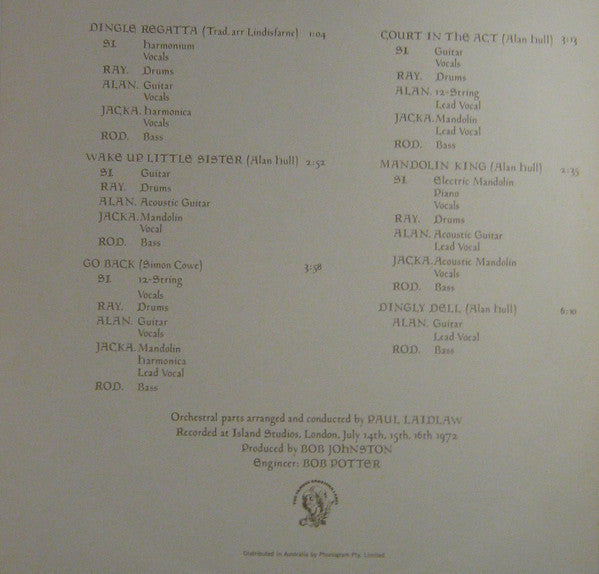 DINGLE REGATTA (Trad. arr Lindisfarne) 1:04
SI. harmonium
Vocals
RAY. Drums
ALAN. Guitar
Vocals
JACKA. harmonica
Vocals
ROD. Bass
WAKE UP LITTLE SISTER (Alan hull) 2:52
SI. Guitar
RAY. Drums
ALAN. Acoustic Guitar
JACKA. Mandolin
Vocal
ROD. Bass
GO BACK (Simon Cowe) 3:58
SI. 12-String
Vocals
RAY. Drums
ALAN. Guitar
Vocals
JACKA. Mandolin
harmonica
Lead Vocal
ROD. Bass
COURT IN THE ACT (Alan hull) 3:13
SI. Guitar
Vocals
RAY. Drums
ALAN. 12-String
Lead Vocal
JACKA. Mandolin
Lead Vocal
ROD. Bass
MANDOLIN KING (Alan hull) 2:35
SI. Electric Mandolin
Piano
Vocals
RAY. Drums
ALAN. Acoustic Guitar
Lead Vocal
JACKA. Acoustic Mandolin
Vocals
ROD. Bass
DINGLY DELL (Alan hull) 6:10
ALAN. Guitar
Lead Vocal
ROD. Bass
Orchestral parts arranged and conducted by PAUL LAIDLAW
Recorded at Island Studios, London, July 14th, 15th, 16th 1972
Produced by BOB JOHNSTON
Engineer: BOB POTTER
Distributed in Australia by Phonogram Pty. Limited